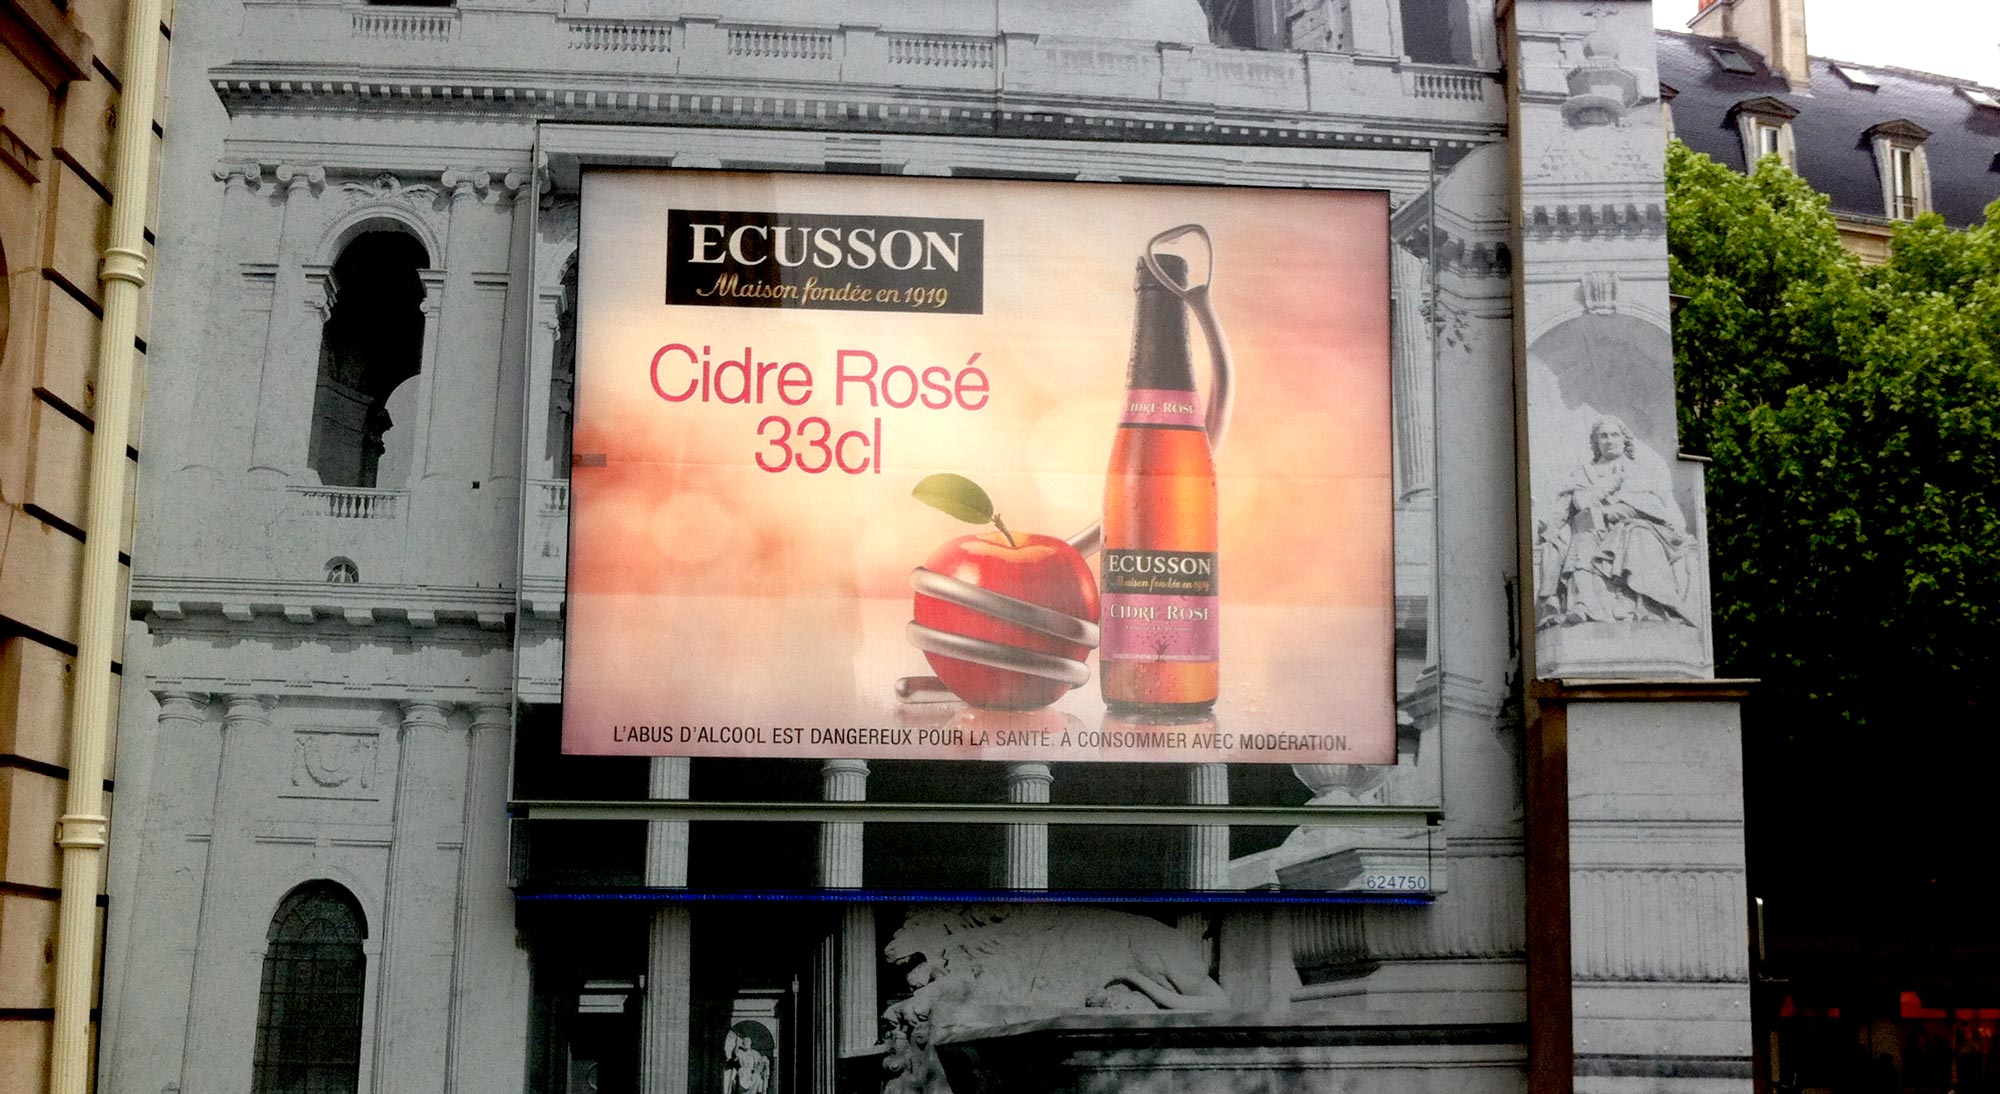 ECUSSON
Maison fondée en 1919
Cidre Rosé
33cl
CIDRE ROSÉ
ECUSSON
Maison fondée en 1919
CIDRE ROSÉ
L'ABUS D'ALCOOL EST DANGEREUX POUR LA SANTÉ. À CONSOMMER AVEC MODÉRATION.
624750